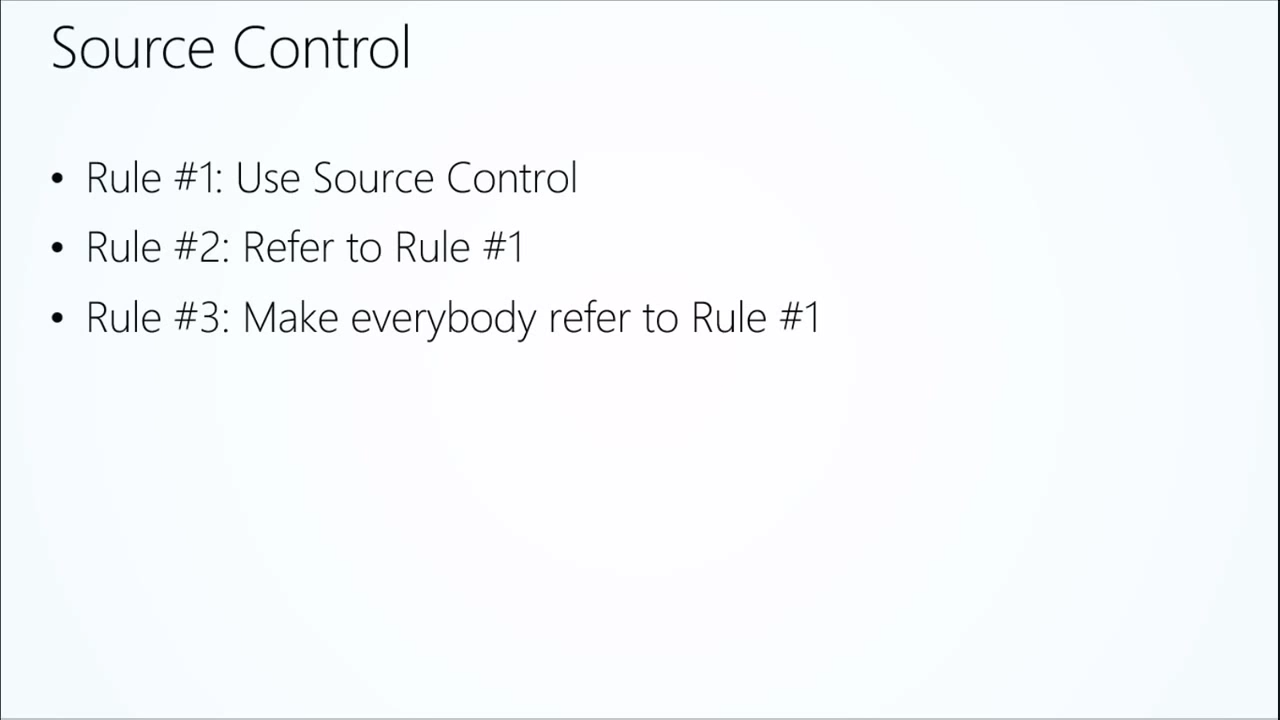 Source Control
• Rule #1: Use Source Control
• Rule #2: Refer to Rule #1
• Rule #3: Make everybody refer to Rule #1